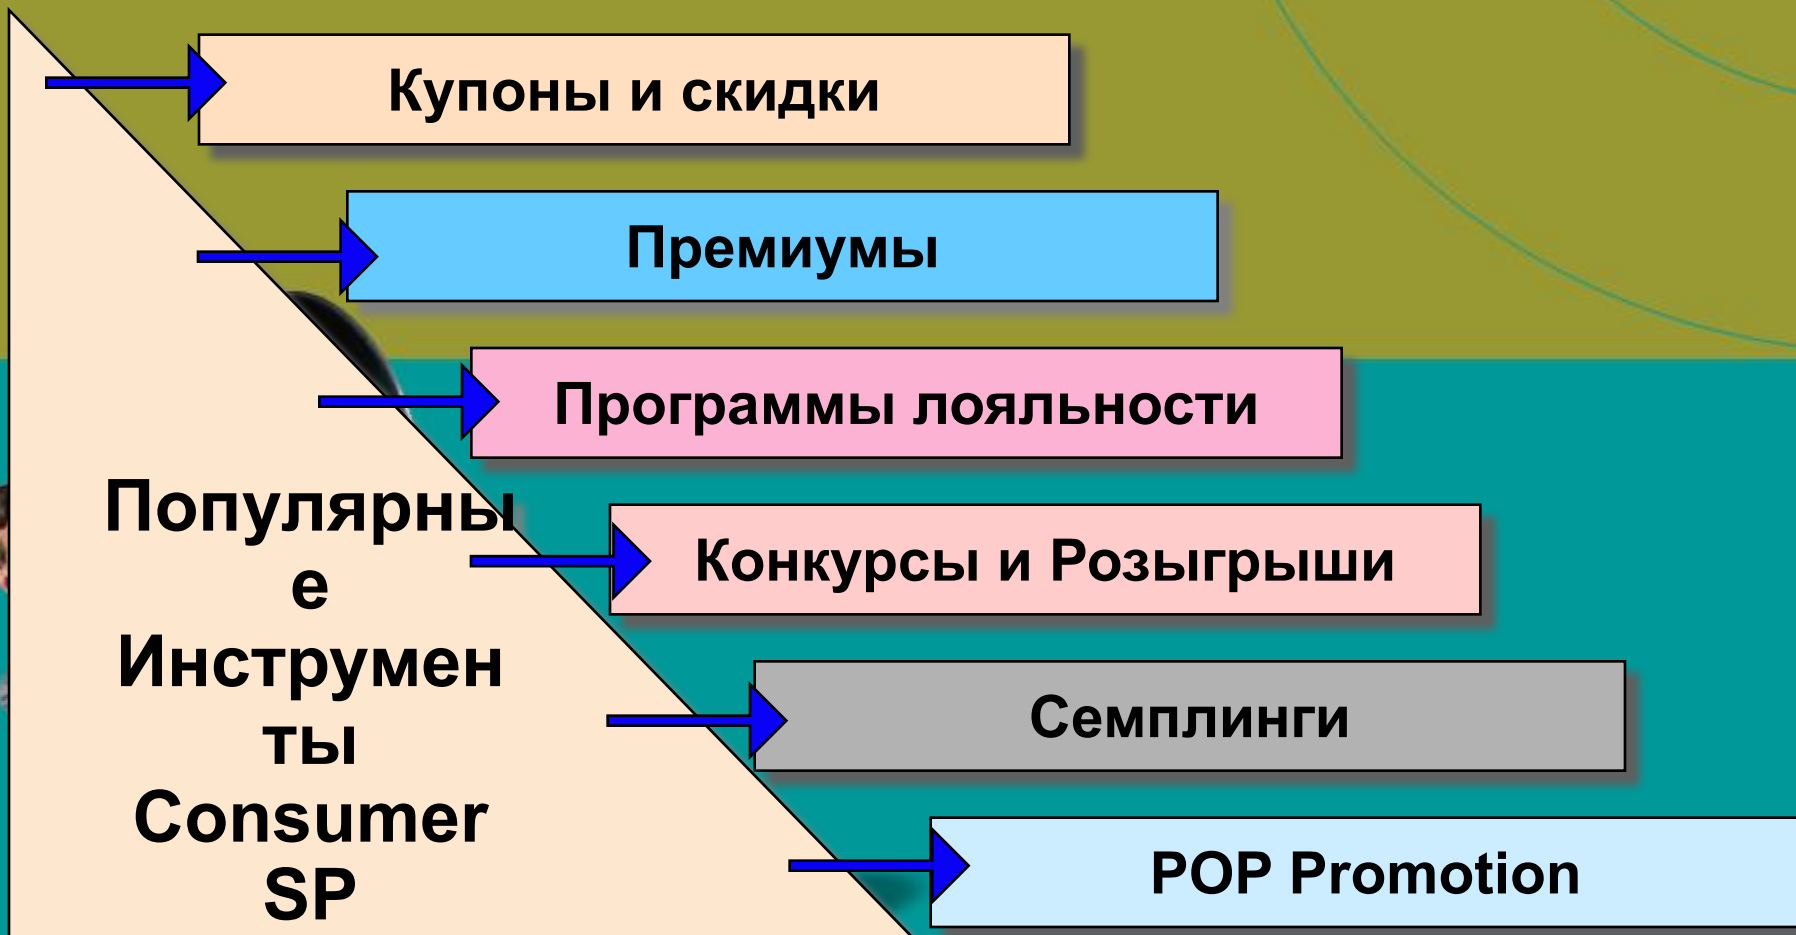 Купоны и скидки
Премиумы
Программы лояльности
Конкурсы и Розыгрыши
Семплинги
POP Promotion
Популярны
е
Инструмен
ты
Consumer
SP